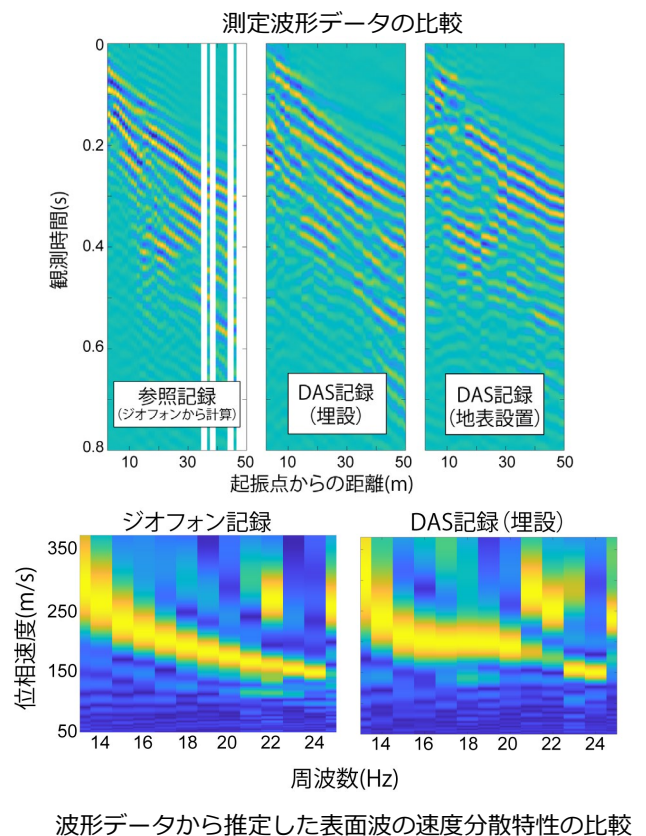 測定波形データの比較
0
0.2
0.4
0.6
0.8
観測時間(s)
参照記録
(ジオフォンから計算)
DAS記録
(埋設)
DAS記録
(地表設置)
10 30 50
10 30 50
10 30 50
起振点からの距離(m)
ジオフォン記録
DAS記録(埋設)
350
250
150
50
位相速度(m/s)
14 16 18 20 22 24
14 16 18 20 22 24
周波数(Hz)
波形データから推定した表面波の速度分散特性の比較